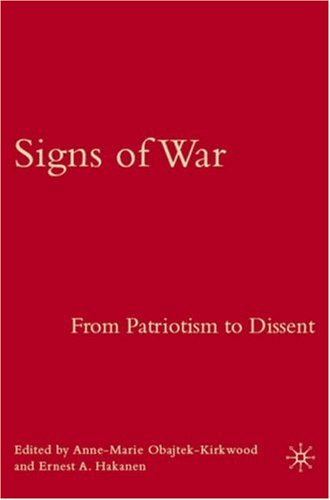 Signs of War
From Patriotism to Dissent
Edited by Anne-Marie Obajtek-Kirkwood
and Ernest A. Hakanen